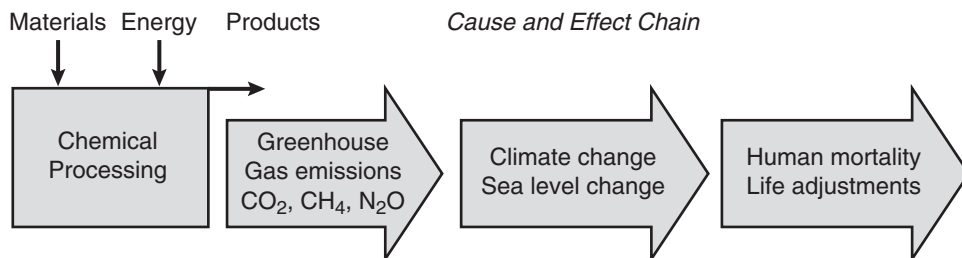 Materials Energy Products Cause and Effect Chain
Chemical
Processing
Greenhouse
Gas emissions
CO₂, CH₄, N₂O
Climate change
Sea level change
Human mortality
Life adjustments